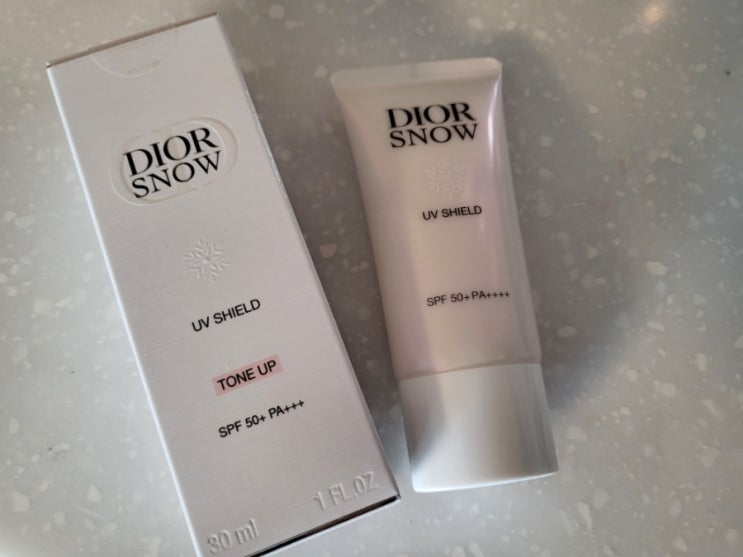 DIOR
SNOW
UV SHIELD
TONE UP
SPF 50+ PA+++
30 ml
1 FL.OZ
DIOR
SNOW
UV SHIELD
SPF 50+ PA++++